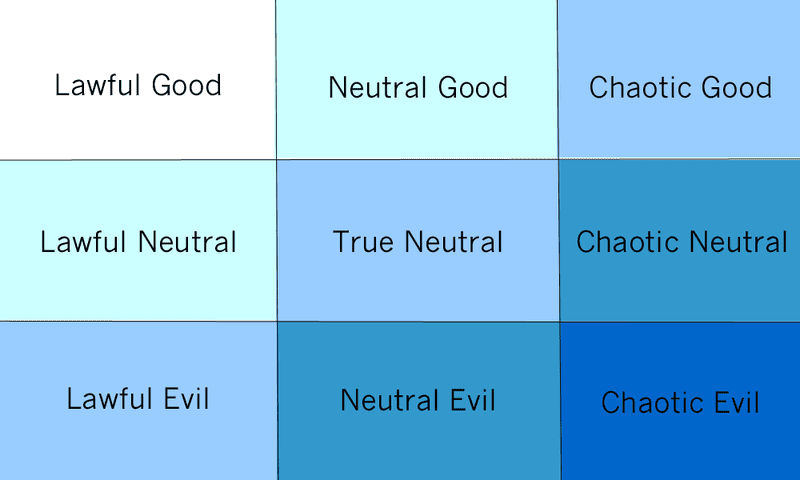 Lawful Good
Neutral Good
Chaotic Good
Lawful Neutral
True Neutral
Chaotic Neutral
Lawful Evil
Neutral Evil
Chaotic Evil